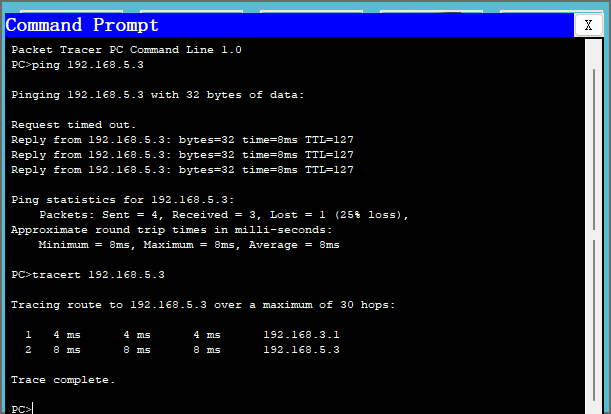 Command Prompt
X
Packet Tracer PC Command Line 1.0
PC>ping 192.168.5.3
Pinging 192.168.5.3 with 32 bytes of data:
Request timed out.
Reply from 192.168.5.3: bytes=32 time=8ms TTL=127
Reply from 192.168.5.3: bytes=32 time=8ms TTL=127
Reply from 192.168.5.3: bytes=32 time=8ms TTL=127
Ping statistics for 192.168.5.3:
Packets: Sent = 4, Received = 3, Lost = 1 (25% loss),
Approximate round trip times in milli-seconds:
Minimum = 8ms, Maximum = 8ms, Average = 8ms
PC>tracert 192.168.5.3
Tracing route to 192.168.5.3 over a maximum of 30 hops:
1 4 ms 4 ms 4 ms 192.168.3.1
2 8 ms 8 ms 8 ms 192.168.5.3
Trace complete.
PC>